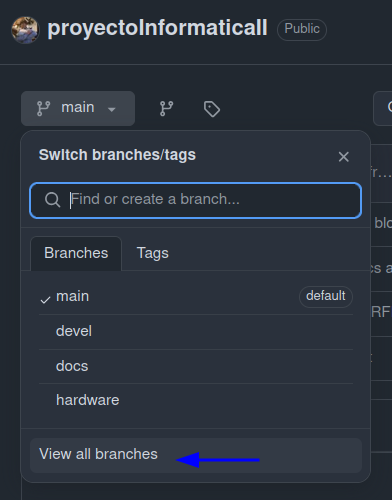 proyectoInformaticaII Public
main
Switch branches/tags
Find or create a branch...
Branches Tags
main default
devel
docs
hardware
View all branches